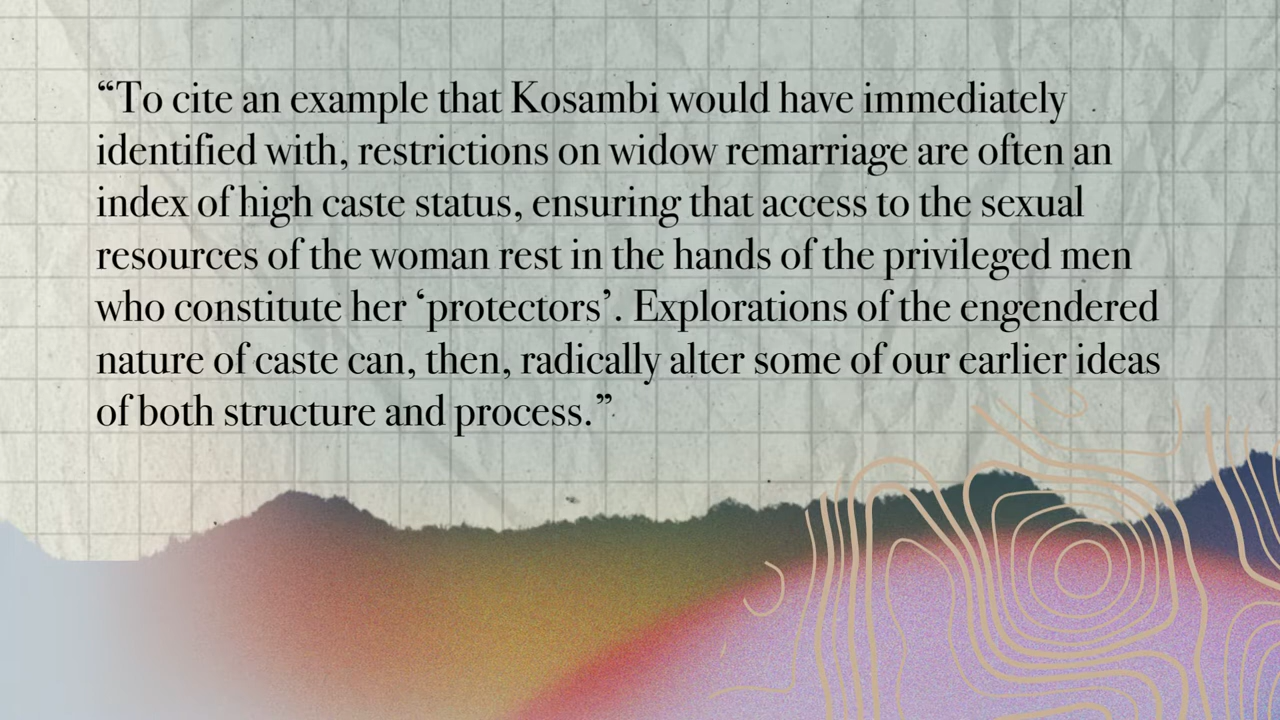 “To cite an example that Kosambi would have immediately
identified with, restrictions on widow remarriage are often an
index of high caste status, ensuring that access to the sexual
resources of the woman rest in the hands of the privileged men
who constitute her ‘protectors’. Explorations of the engendered
nature of caste can, then, radically alter some of our earlier ideas
of both structure and process.”